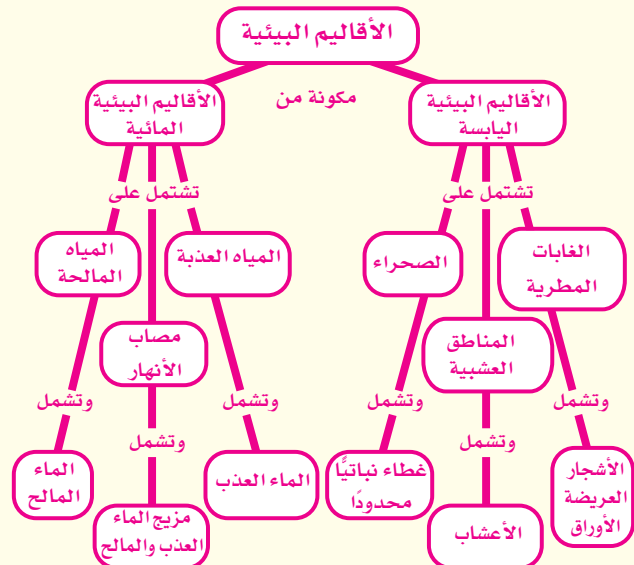 الأقاليم البيئية
مكونة من
الأقاليم البيئية
اليابسة
الأقاليم البيئية
المائية
تشتمل على
تشتمل على
الغابات
المطرية
المناطق
العشبية
الصحراء
المياه العذبة
مصاب
الأنهار
المياه
المالحة
وتشمل
وتشمل
وتشمل
وتشمل
وتشمل
وتشمل
الأشجار
العريضة
الأوراق
الأعشاب
غطاء نباتيًّا
محدودًا
الماء العذب
مزيج الماء
العذب والمالح
الماء
المالح